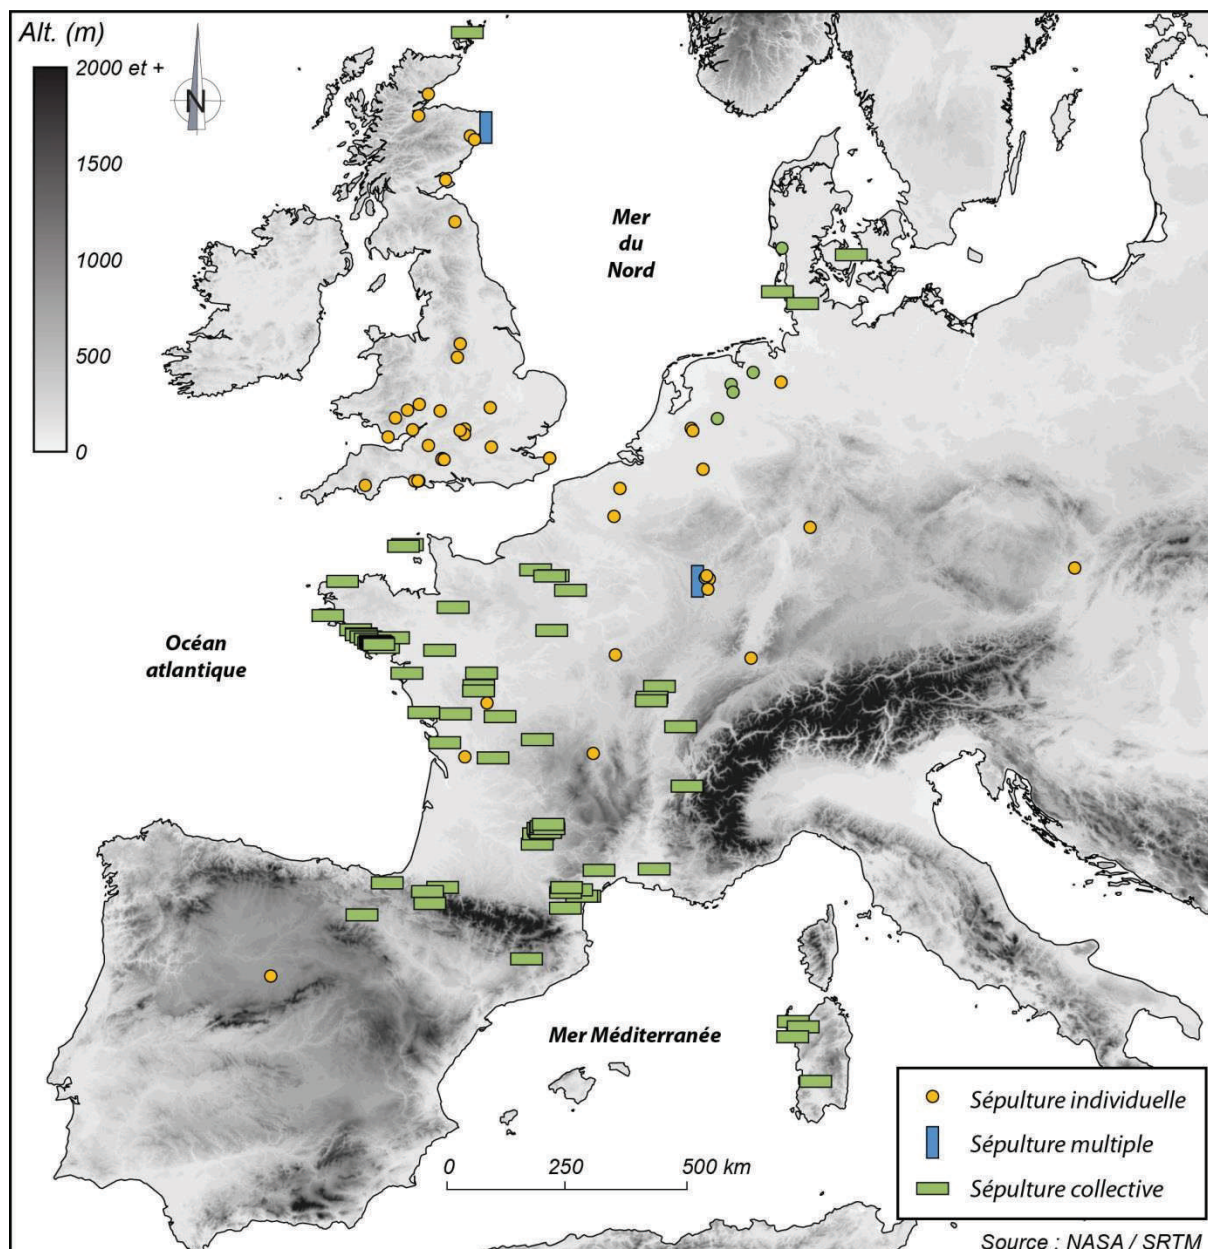 Alt. (m)
2000 et +
1500
1000
500
0
N
Mer
du
Nord
Océan
atlantique
Mer Méditerranée
0 250 500 km
Sépulture individuelle
Sépulture multiple
Sépulture collective
Source : NASA / SRTM